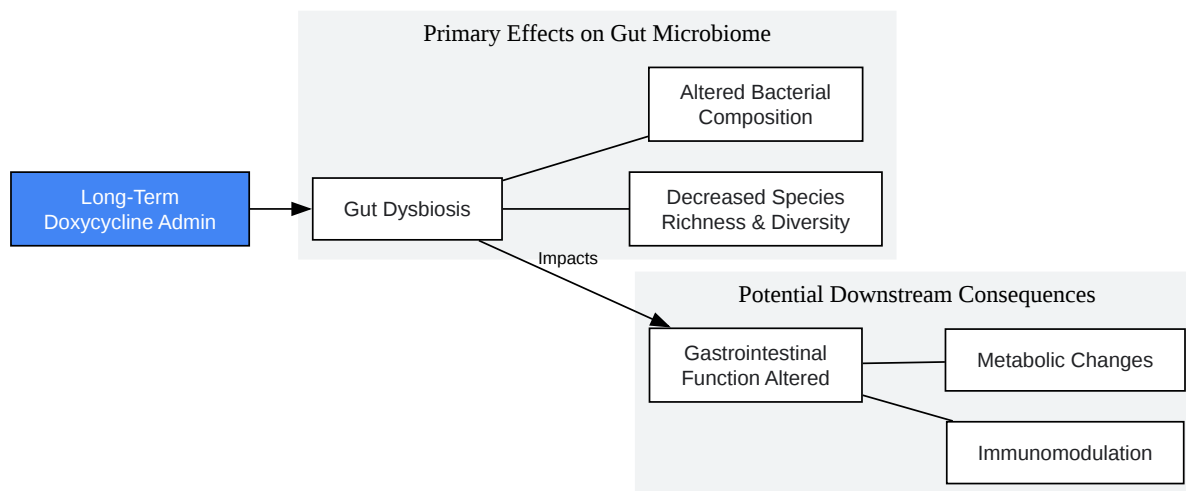 Primary Effects on Gut Microbiome
Altered Bacterial
Composition
Long-Term
Doxycycline Admin
Gut Dysbiosis
Decreased Species
Richness & Diversity
Impacts
Potential Downstream Consequences
Gastrointestinal
Function Altered
Metabolic Changes
Immunomodulation